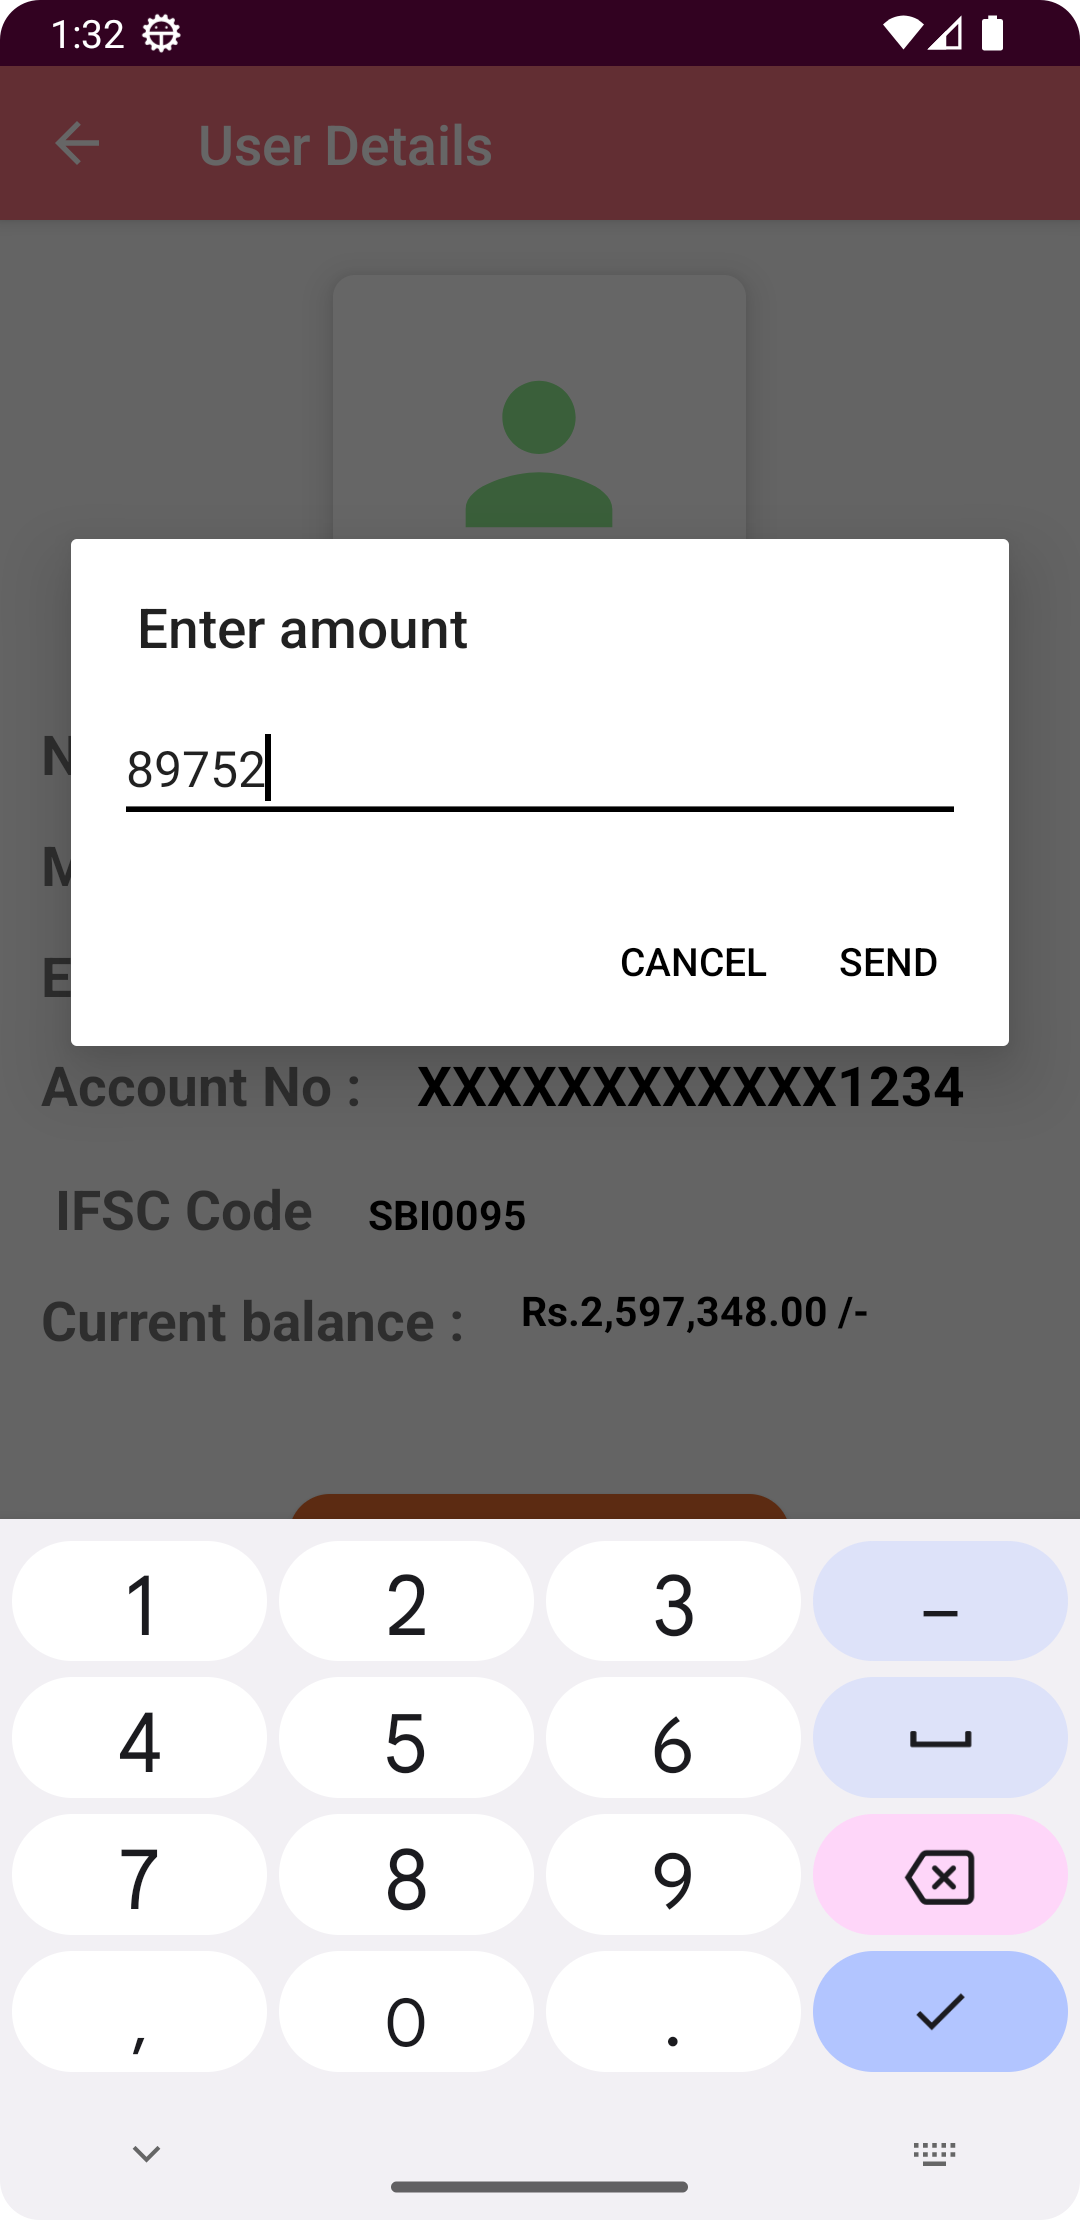 1:32
User Details
Enter amount
89752
CANCEL SEND
Account No : XXXXXXXXXXXX1234
IFSC Code SBI0095
Current balance : Rs.2,597,348.00 /-
1 2 3 –
4 5 6
7 8 9
, 0 .